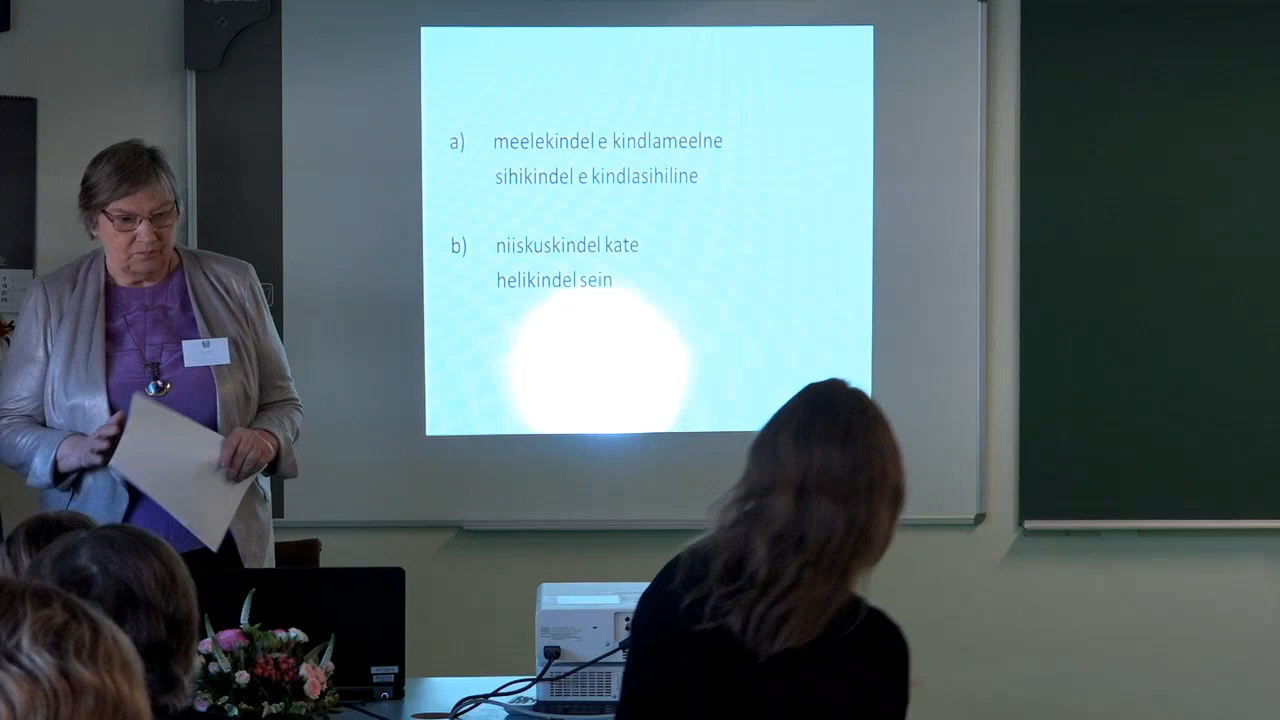 a) meelekindel e kindlameelne
sihikindel e kindlasihiline
b) niiskuskindel kate
helikindel sein